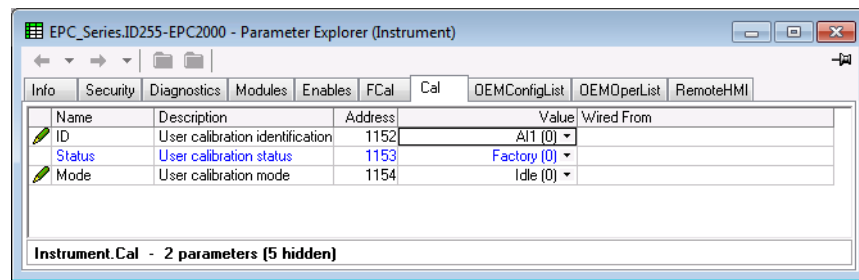 EPC_Series.ID255-EPC2000 - Parameter Explorer (Instrument)
Info Security Diagnostics Modules Enables FCal Cal OEMConfigList OEMOperList RemoteHMI
Name Description Address Value Wired From
ID User calibration identification 1152 AI1 (0)
Status User calibration status 1153 Factory (0)
Mode User calibration mode 1154 Idle (0)
Instrument.Cal - 2 parameters (5 hidden)